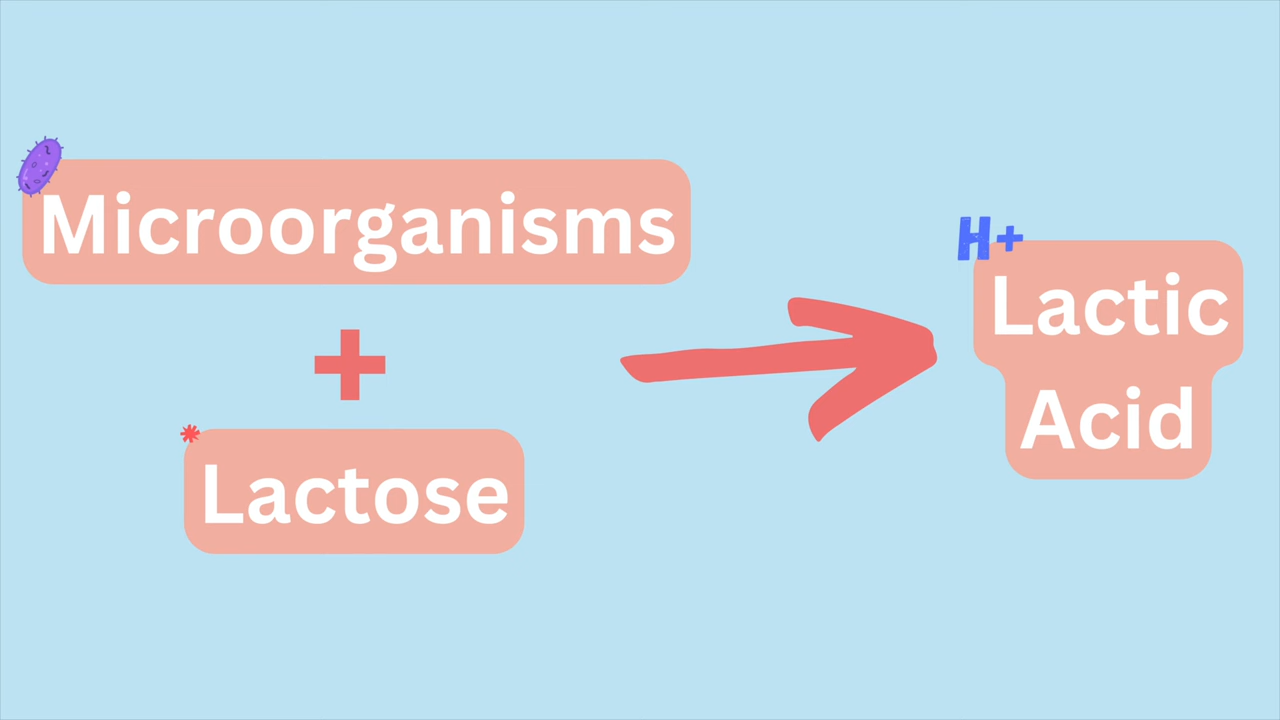 Microorganisms
+
Lactose
H+
Lactic
Acid